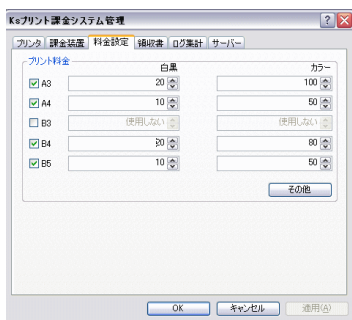 Ksプリント課金システム管理
プリンタ 課金装置 料金設定 領収書 ログ集計 サーバー
プリント料金
白黒 カラー
A3 20 100
A4 10 50
B3 使用しない 使用しない
B4 20 80
B5 10 50
その他
OK キャンセル 適用(A)